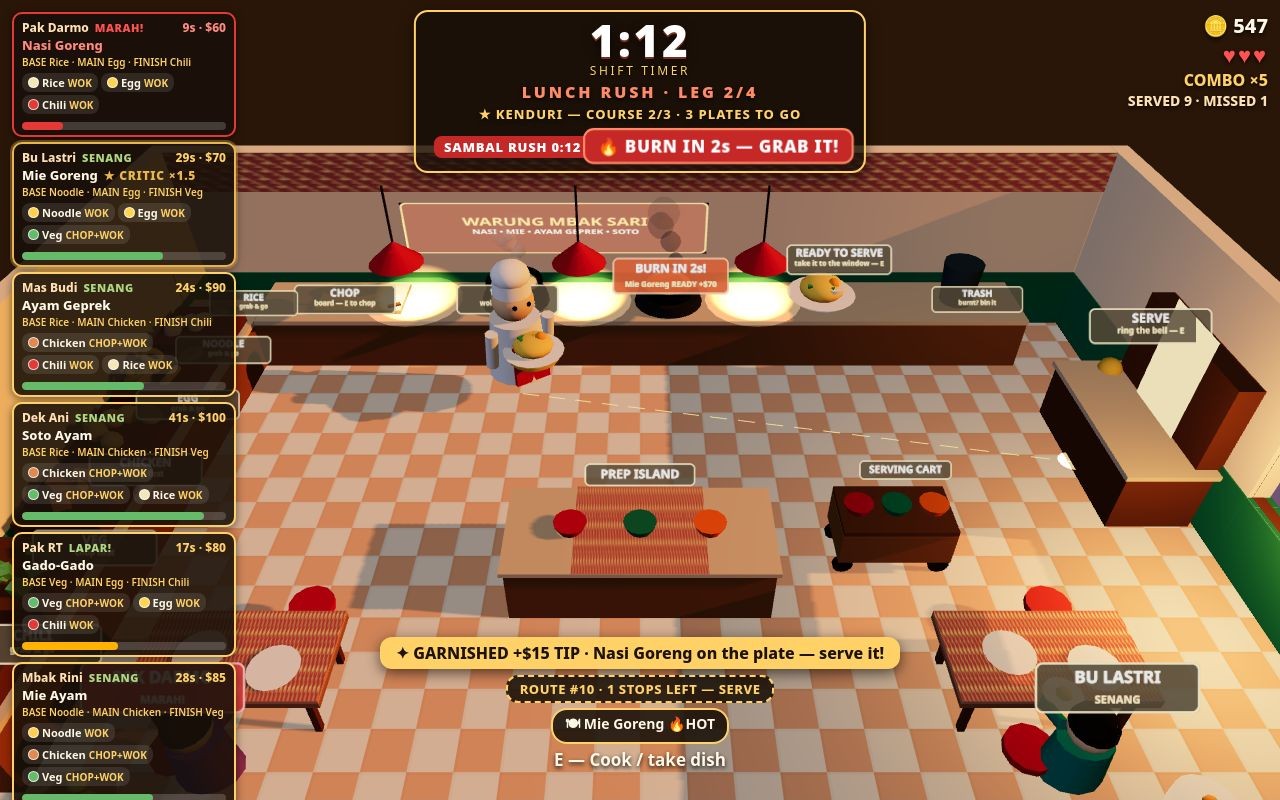 Pak Darmo MARAH! 9s · $60
Nasi Goreng
BASE Rice · MAIN Egg · FINISH Chili
Rice WOK Egg WOK
Chili WOK
Bu Lastri SENANG 29s · $70
Mie Goreng ★ CRITIC ×1.5
BASE Noodle · MAIN Egg · FINISH Veg
Noodle WOK Egg WOK
Veg CHOP+WOK
Mas Budi SENANG 24s · $90
Ayam Geprek
BASE Rice · MAIN Chicken · FINISH Chili
Chicken CHOP+WOK
Chili WOK Rice WOK
Dek Ani SENANG 41s · $100
Soto Ayam
BASE Rice · MAIN Chicken · FINISH Veg
Chicken CHOP+WOK
Veg CHOP+WOK Rice WOK
Pak RT LAPAR! 17s · $80
Gado-Gado
BASE Veg · MAIN Egg · FINISH Chili
Veg CHOP+WOK Egg WOK
Chili WOK
Mbak Rini SENANG 28s · $85
Mie Ayam
BASE Noodle · MAIN Chicken · FINISH Veg
Noodle WOK
Chicken CHOP+WOK
Veg CHOP+WOK
1:12
SHIFT TIMER
LUNCH RUSH · LEG 2/4
★ KENDURI — COURSE 2/3 · 3 PLATES TO GO
SAMBAL RUSH 0:12
🔥 BURN IN 2s — GRAB IT!
547
♥♥♥
COMBO ×5
SERVED 9 · MISSED 1
WARUNG MBAK SARI
NASI · MIE · AYAM GEPREK · SOTO
RICE
grab & go
CHOP
board — E to chop
BURN IN 2s!
Mie Goreng READY +$70
READY TO SERVE
take it to the window — E
TRASH
burnt? bin it
SERVE
ring the bell — E
NOODLE
EGG
CHICKEN
VEG
PREP ISLAND
SERVING CART
✦ GARNISHED +$15 TIP · Nasi Goreng on the plate — serve it!
ROUTE #10 · 1 STOPS LEFT — SERVE
🍽 Mie Goreng 🔥HOT
E — Cook / take dish
BU LASTRI
SENANG